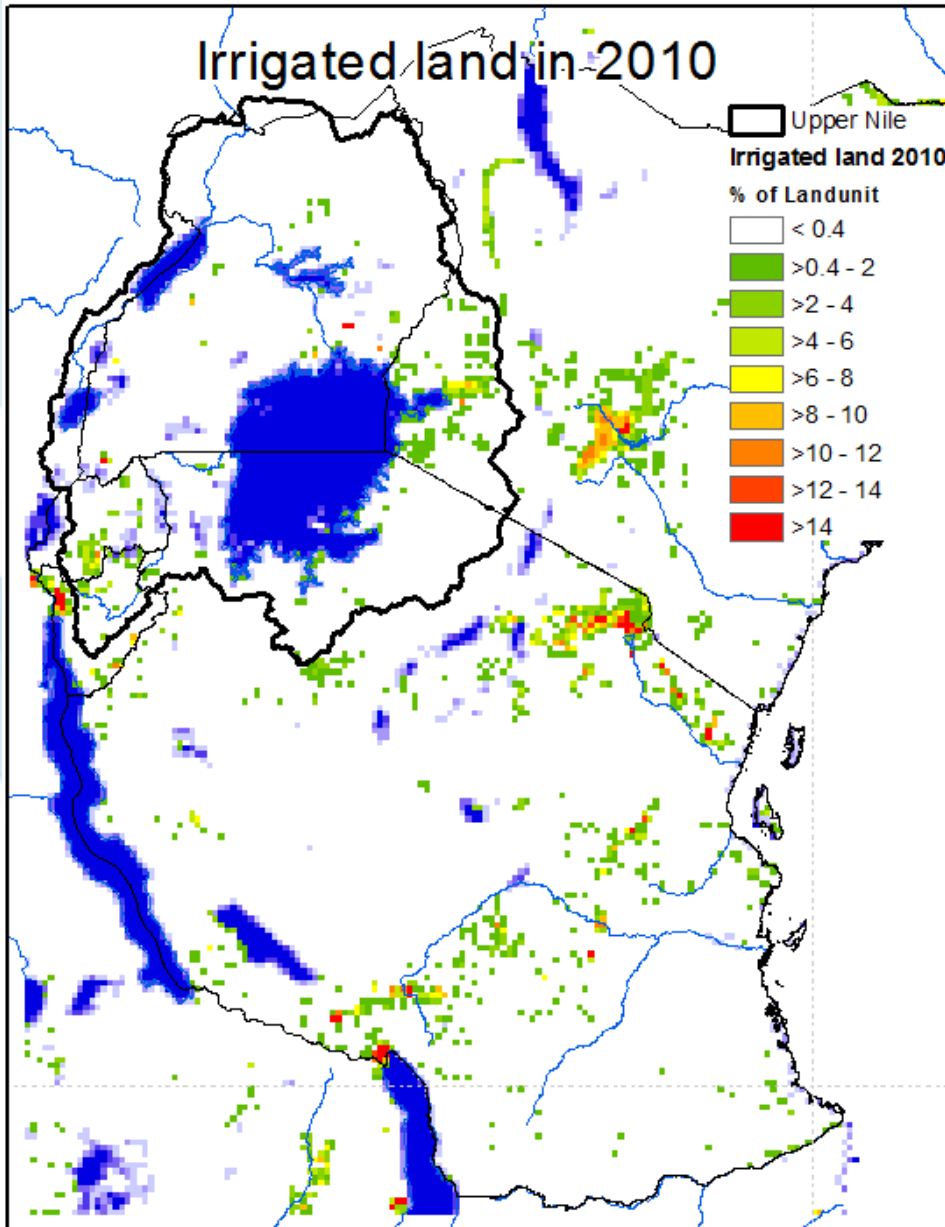 Irrigated land in 2010
Upper Nile
Irrigated land 2010
% of Landunit
< 0.4
>0.4 - 2
>2 - 4
>4 - 6
>6 - 8
>8 - 10
>10 - 12
>12 - 14
>14